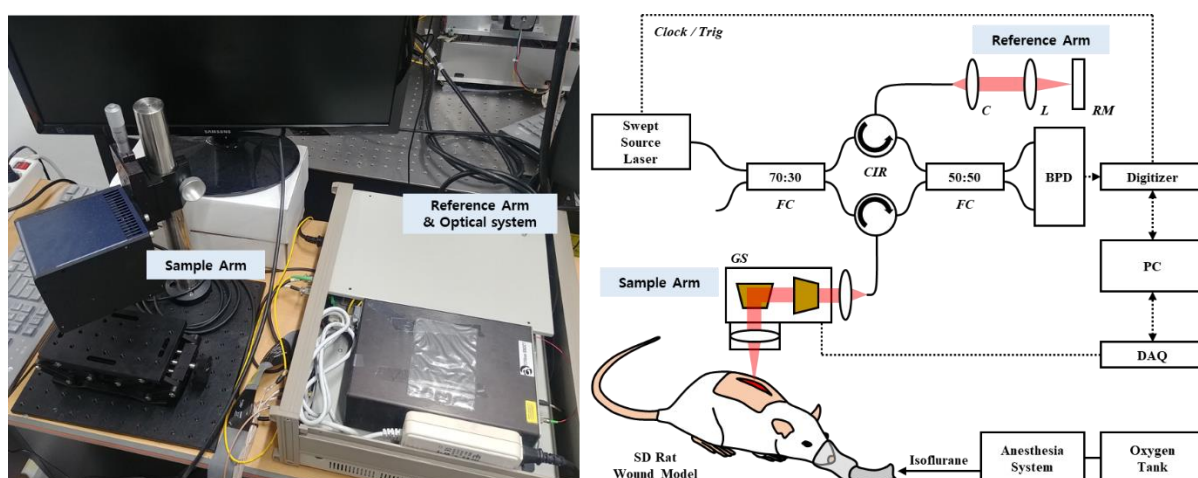 SAMSUNG
Reference Arm
& Optical system
Sample Arm
Clock / Trig
Reference Arm
C
L
RM
Swept
Source
Laser
70:30
FC
CIR
50:50
FC
BPD
Digitizer
PC
DAQ
GS
Sample Arm
SD Rat
Wound Model
Isoflurane
Anesthesia
System
Oxygen
Tank